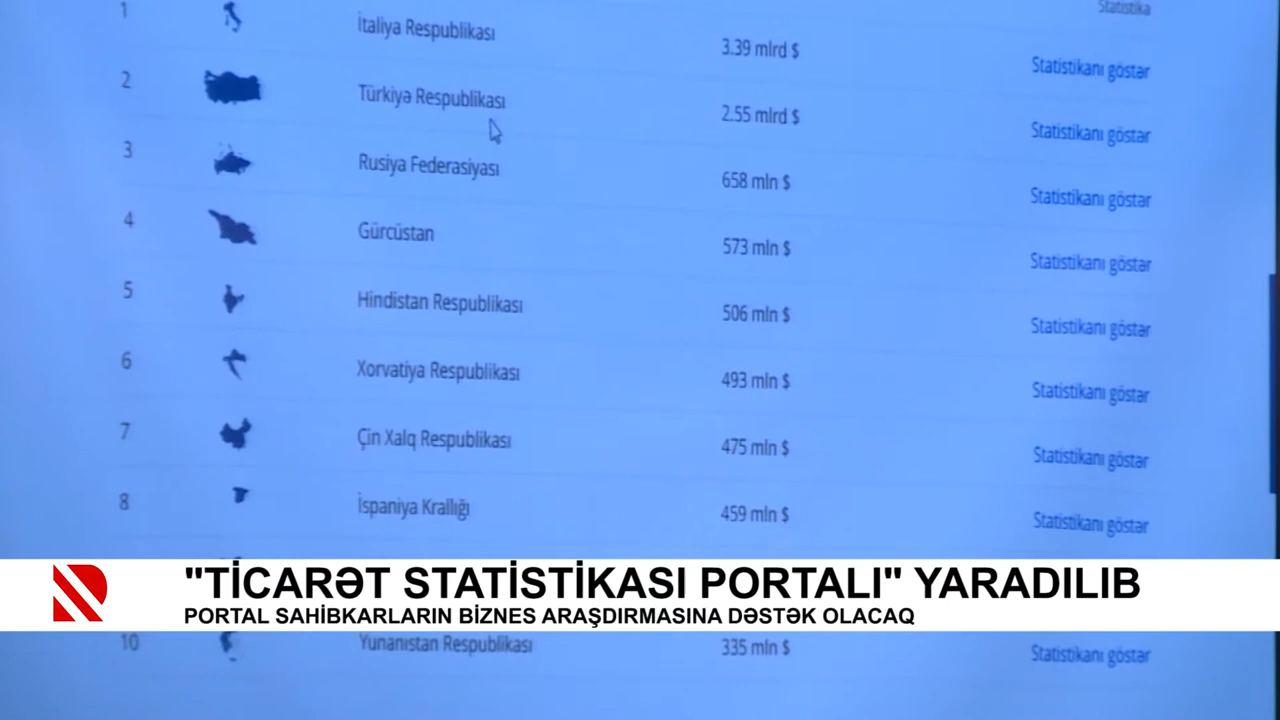 Statistika
1 İtaliya Respublikası 3.39 mlrd $ Statistikanı göstər
2 Türkiyə Respublikası 2.55 mlrd $ Statistikanı göstər
3 Rusiya Federasiyası 658 mln $ Statistikanı göstər
4 Gürcüstan 573 mln $ Statistikanı göstər
5 Hindistan Respublikası 506 mln $ Statistikanı göstər
6 Xorvatiya Respublikası 493 mln $ Statistikanı göstər
7 Çin Xalq Respublikası 475 mln $ Statistikanı göstər
8 İspaniya Krallığı 459 mln $ Statistikanı göstər
"TİCARƏT STATİSTİKASI PORTALI" YARADILIB
PORTAL SAHİBKARLARIN BİZNES ARAŞDIRMASINA DƏSTƏK OLACAQ
10 Yunanıstan Respublikası 335 mln $ Statistikanı göstər